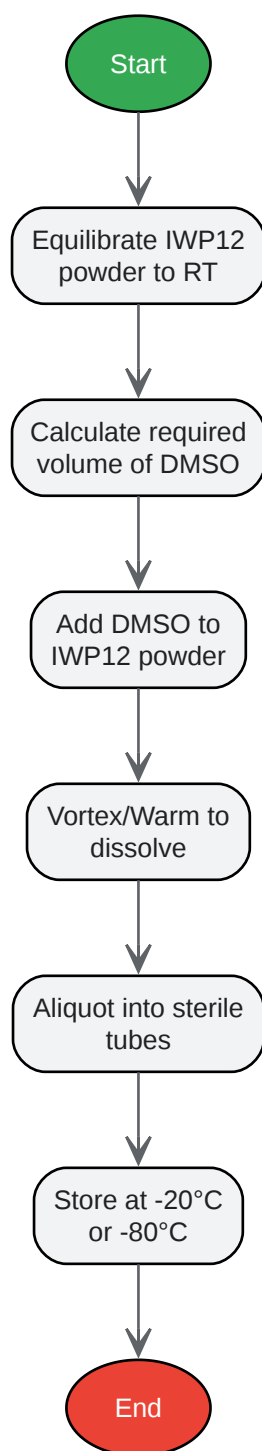 Start
Equilibrate IWP12
powder to RT
Calculate required
volume of DMSO
Add DMSO to
IWP12 powder
Vortex/Warm to
dissolve
Aliquot into sterile
tubes
Store at -20°C
or -80°C
End